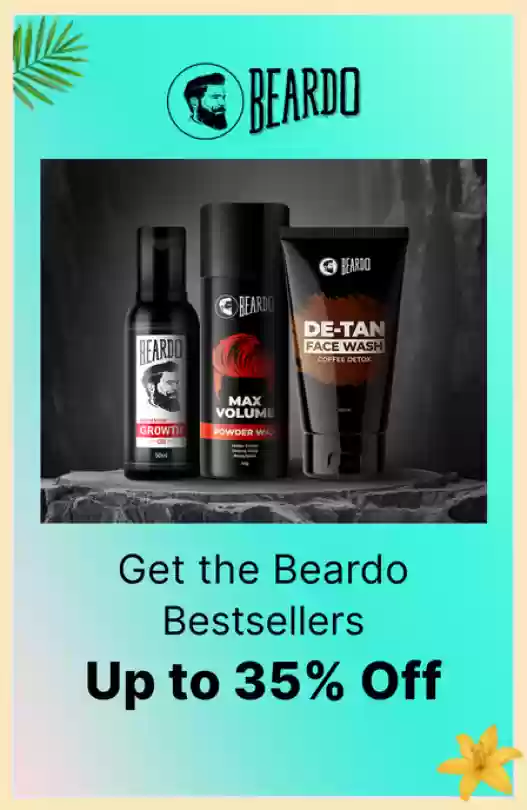 BEARDO
BEARDO
GROWTH
50ml
BEARDO
MAX
VOLUME
POWDER WAX
BEARDO
DE-TAN
FACE WASH
COFFEE DETOX
Get the Beardo
Bestsellers
Up to 35% Off